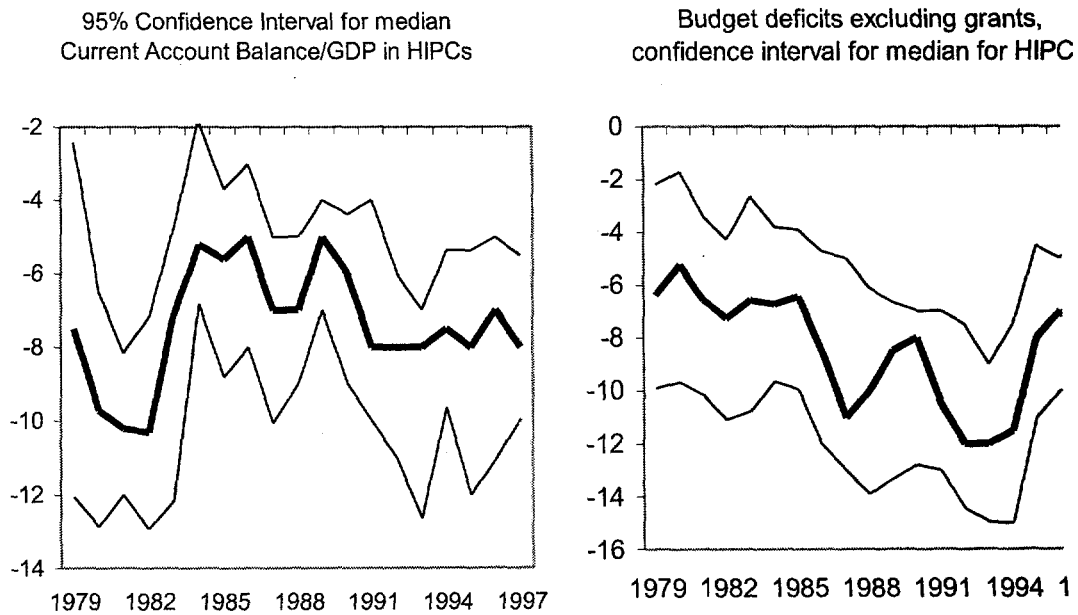 95% Confidence Interval for median
Current Account Balance/GDP in HIPCs
-2
-4
-6
-8
-10
-12
-14
1979 1982 1985 1988 1991 1994 1997
Budget deficits excluding grants,
confidence interval for median for HIPC
0
-2
-4
-6
-8
-10
-12
-14
-16
1979 1982 1985 1988 1991 1994 1